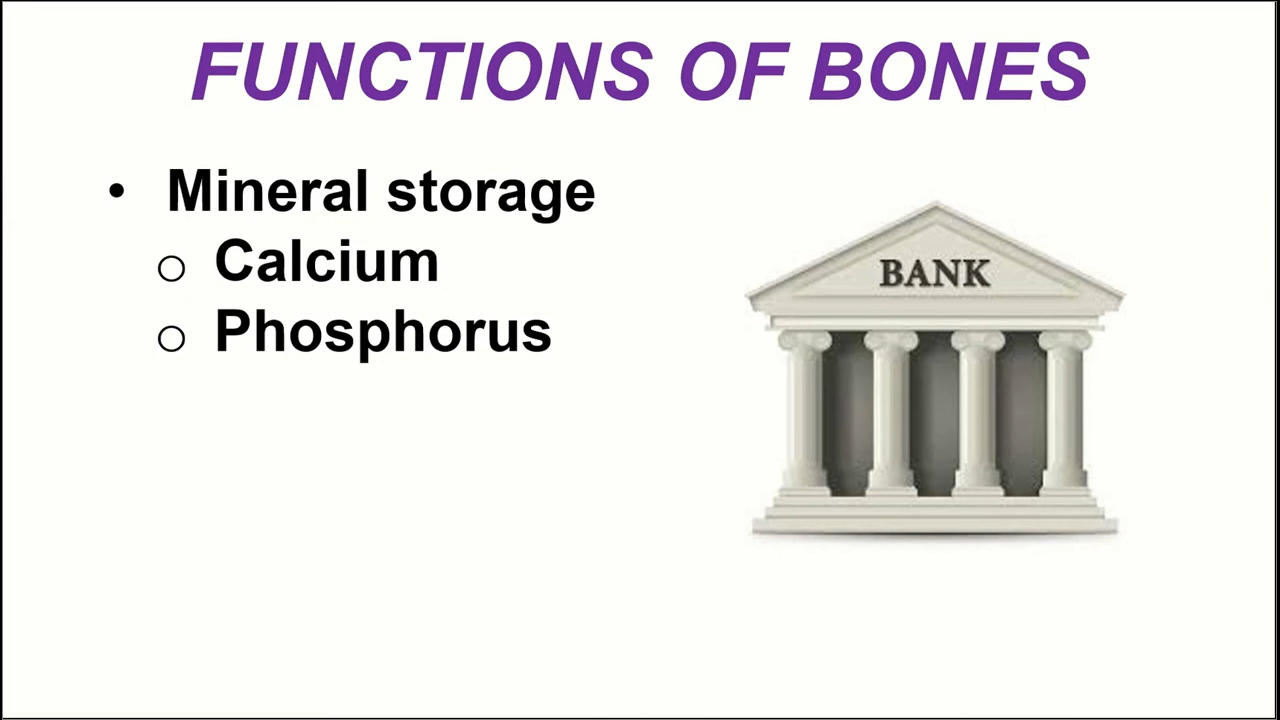 FUNCTIONS OF BONES
• Mineral storage
o Calcium
o Phosphorus
BANK